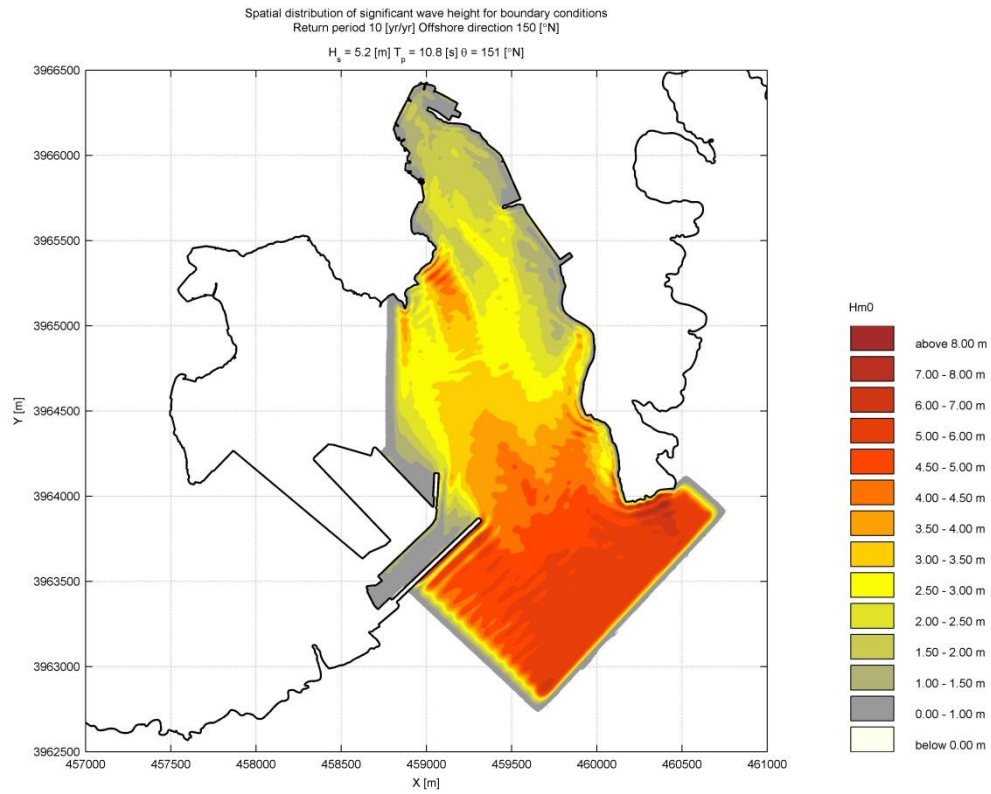 Spatial distribution of significant wave height for boundary conditions
Return period 10 [yr/yr] Offshore direction 150 [°N]
Hs = 5.2 [m] Tp = 10.8 [s] θ = 151 [°N]
3966500
3966000
3965500
3965000
3964500
3964000
3963500
3963000
3962500
Y [m]
457000 457500 458000 458500 459000 459500 460000 460500 461000
X [m]
Hm0
above 8.00 m
7.00 - 8.00 m
6.00 - 7.00 m
5.00 - 6.00 m
4.50 - 5.00 m
4.00 - 4.50 m
3.50 - 4.00 m
3.00 - 3.50 m
2.50 - 3.00 m
2.00 - 2.50 m
1.50 - 2.00 m
1.00 - 1.50 m
0.00 - 1.00 m
below 0.00 m